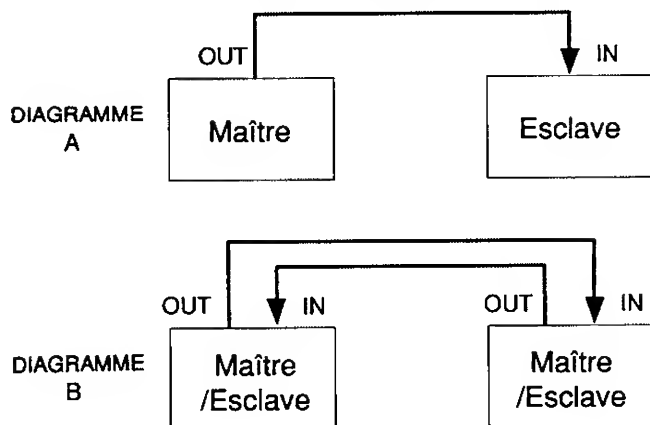 OUT
IN
DIAGRAMME
A
Maître
Esclave
OUT
IN
OUT
IN
DIAGRAMME
B
Maître
/Esclave
Maître
/Esclave